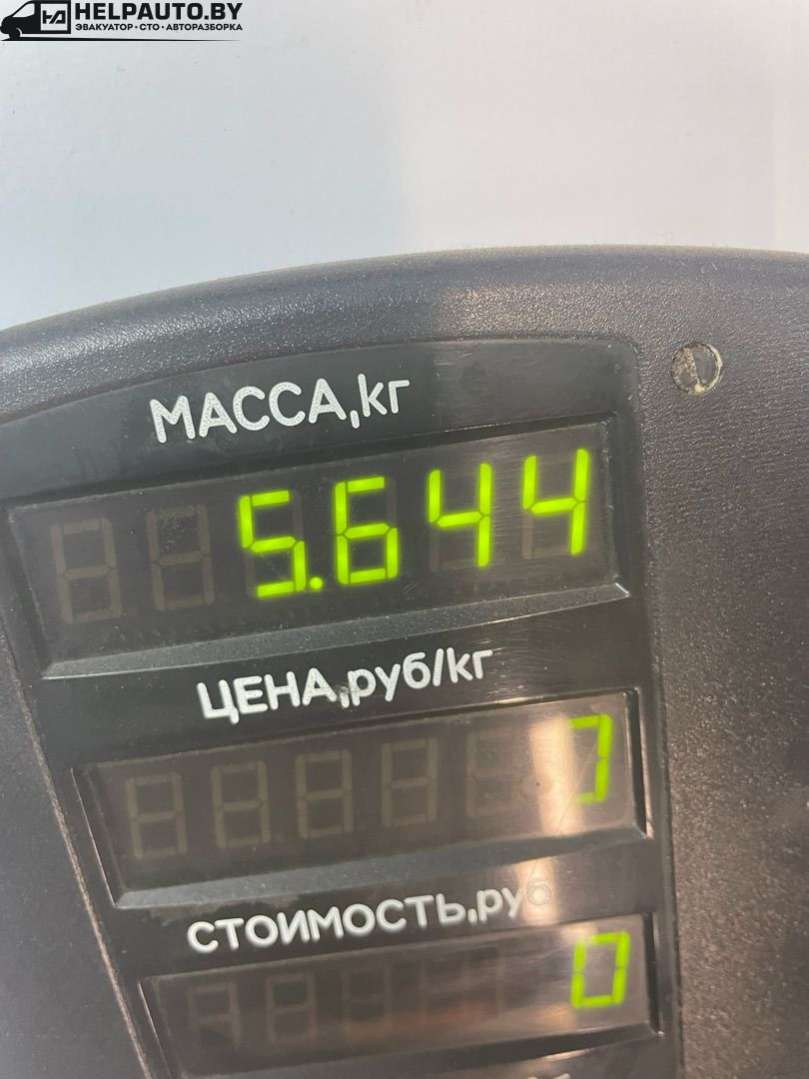 HELPAUTO.BY
ЭВАКУАТОР · СТО · АВТОРАЗБОРКА
МАССА,кг
5.644
ЦЕНА,руб/кг
7
СТОИМОСТЬ,руб
0